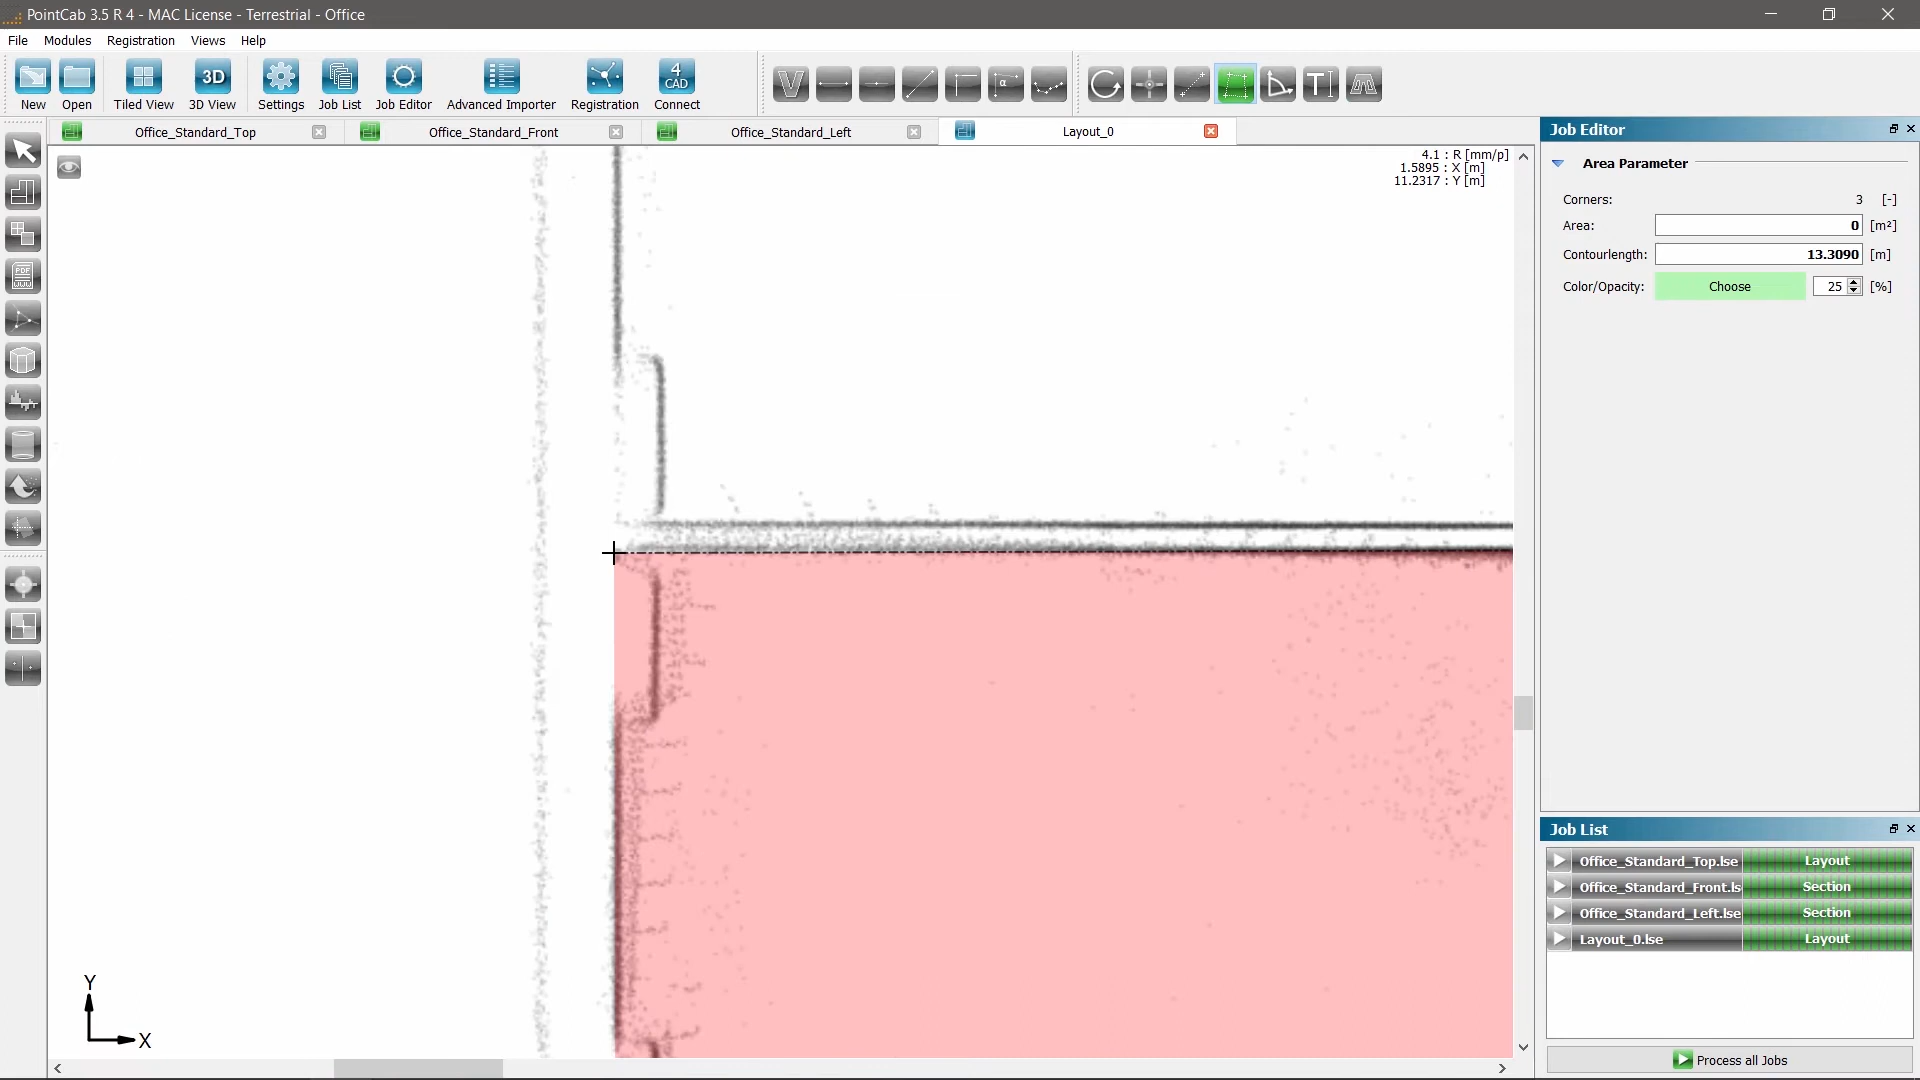 PointCab 3.5 R 4 - MAC License - Terrestrial - Office
File Modules Registration Views Help
3D
4
CAD
New Open Tiled View 3D View Settings Job List Job Editor Advanced Importer Registration Connect
Office_Standard_Top Office_Standard_Front Office_Standard_Left Layout_0
4.1 : R [mm/p]
1.5895 : X [m]
11.2317 : Y [m]
PDF
Y
X
Job Editor
Area Parameter
Corners: 3 [-]
Area: 0 [m²]
Contourlength: 13.3090 [m]
Color/Opacity: Choose 25 [%]
Job List
Office_Standard_Top.lse Layout
Office_Standard_Front.ls Section
Office_Standard_Left.lse Section
Layout_0.lse Layout
Process all Jobs